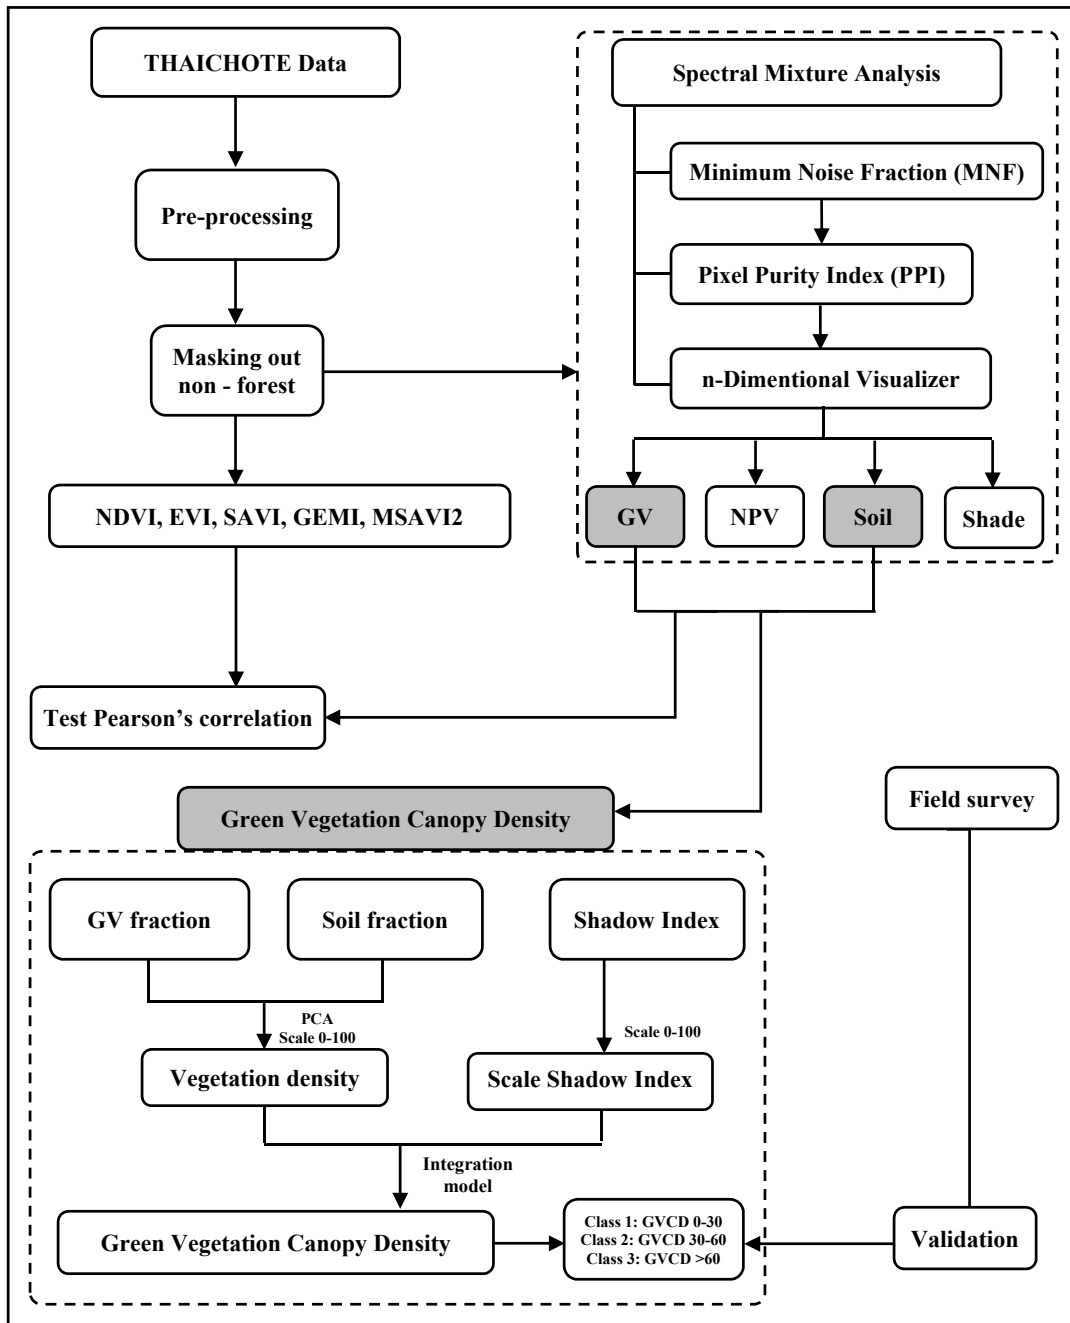 THAICHOTE Data
Spectral Mixture Analysis
Minimum Noise Fraction (MNF)
Pre-processing
Pixel Purity Index (PPI)
Masking out
non - forest
n-Dimentional Visualizer
NDVI, EVI, SAVI, GEMI, MSAVI2
GV
NPV
Soil
Shade
Test Pearson's correlation
Green Vegetation Canopy Density
Field survey
GV fraction
Soil fraction
Shadow Index
PCA
Scale 0-100
Scale 0-100
Vegetation density
Scale Shadow Index
Integration
model
Green Vegetation Canopy Density
Class 1: GVCD 0-30
Class 2: GVCD 30-60
Class 3: GVCD >60
Validation